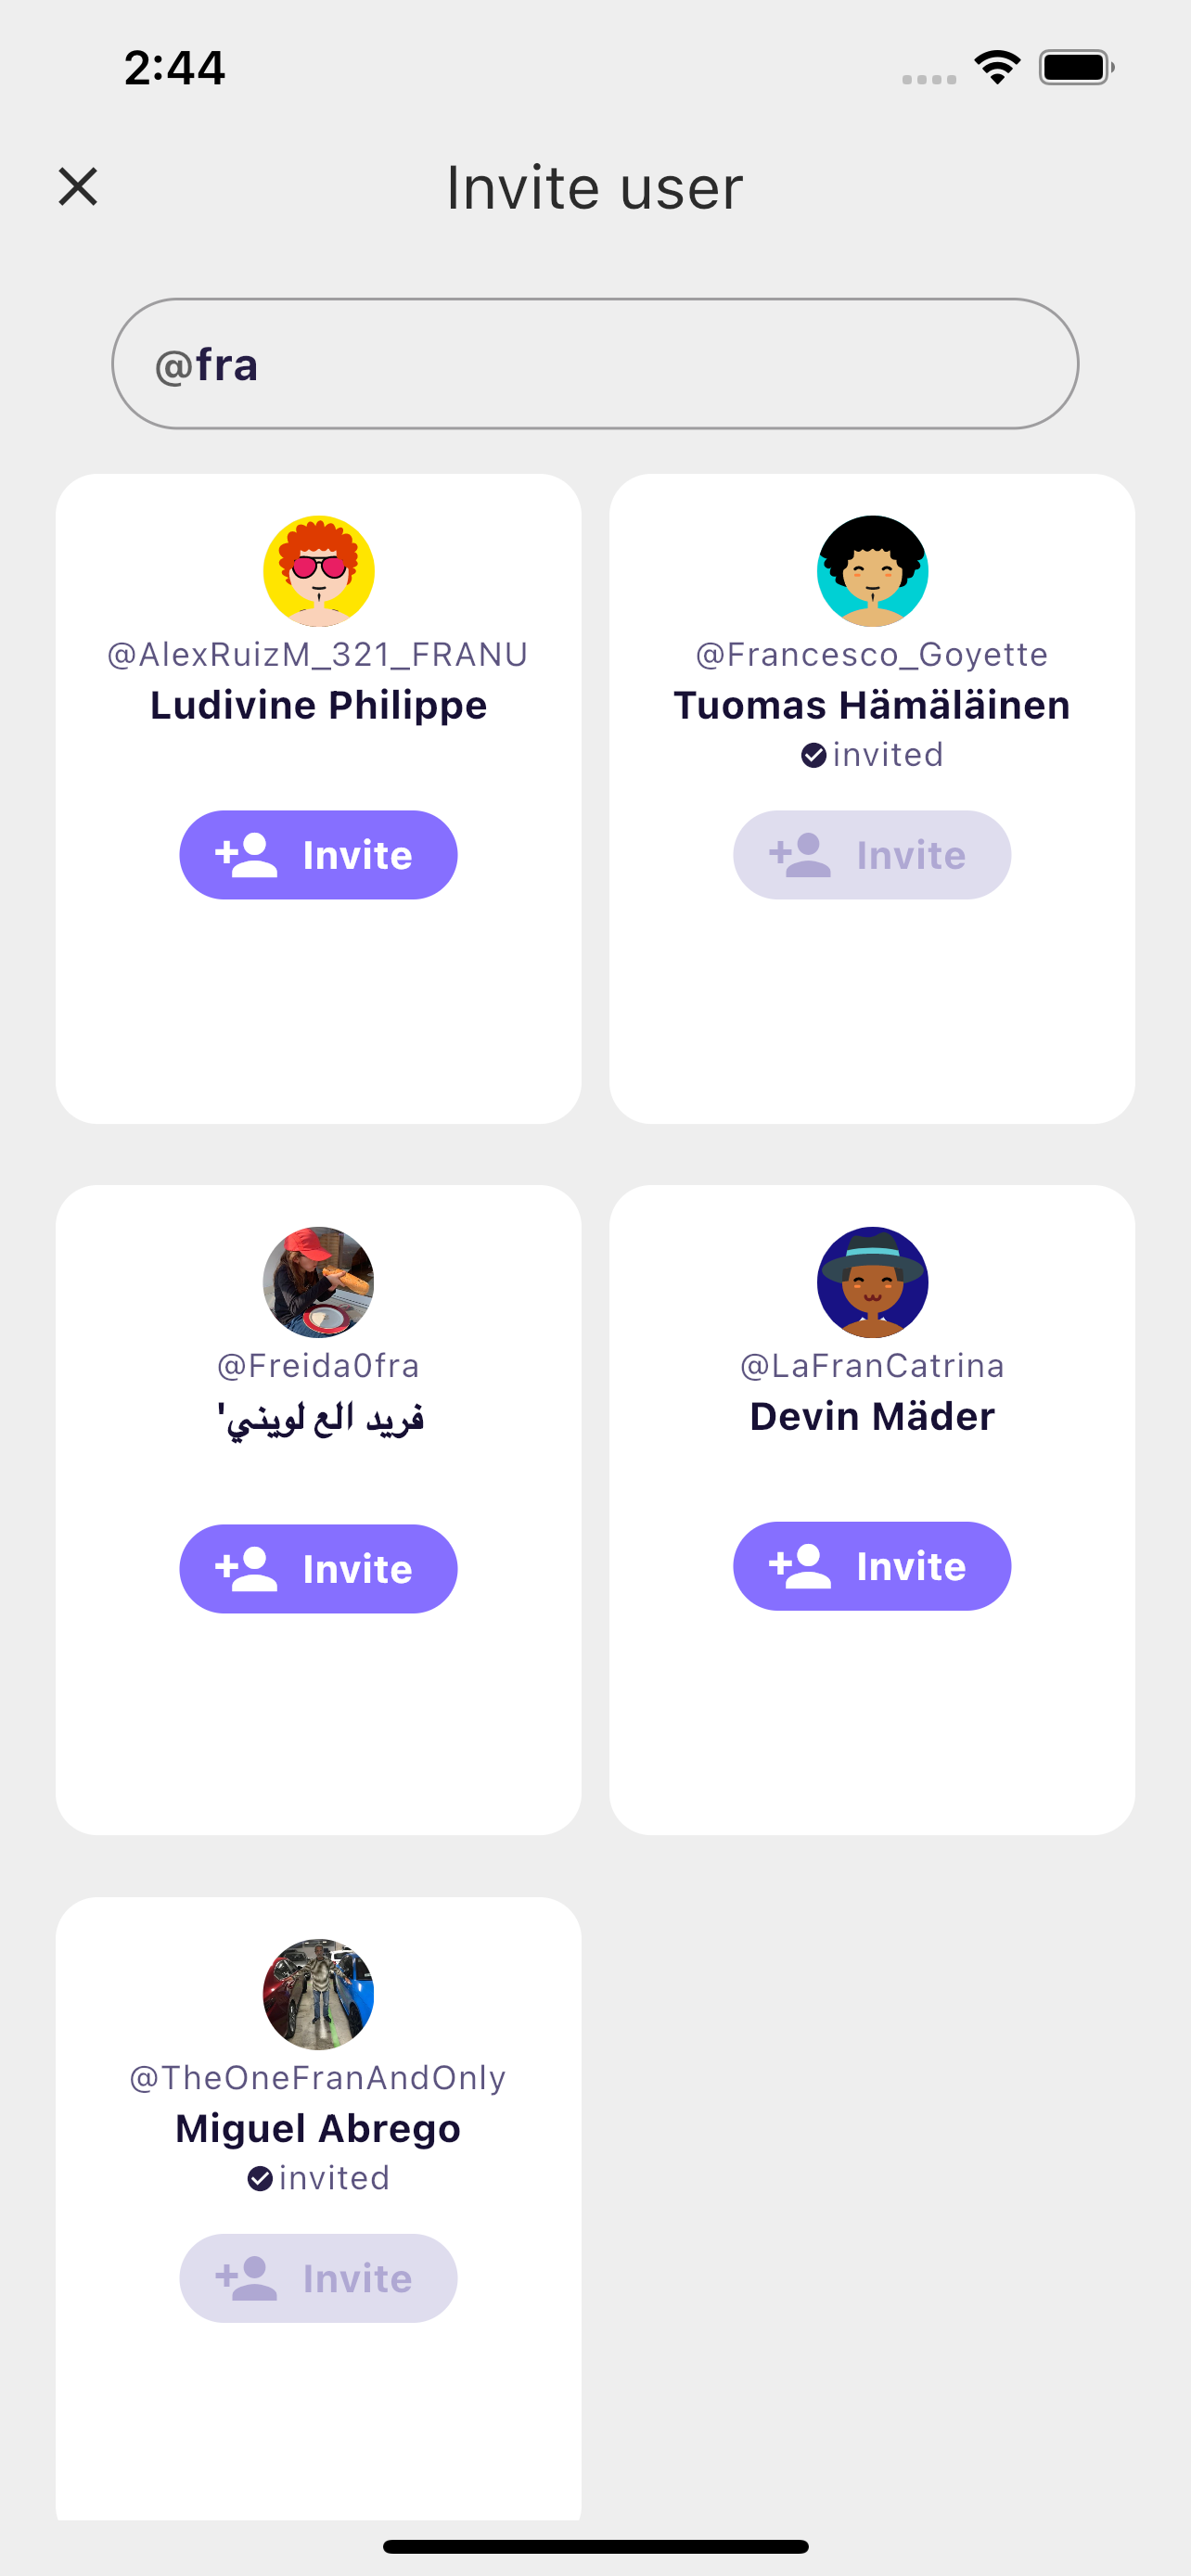 2:44
Invite user
@fra
@AlexRuizM_321_FRANU
Ludivine Philippe
Invite
@Francesco_Goyette
Tuomas Hämäläinen
invited
Invite
@Freida0fra
فريد الع لويني'
Invite
@LaFranCatrina
Devin Mäder
Invite
@TheOneFranAndOnly
Miguel Abrego
invited
Invite